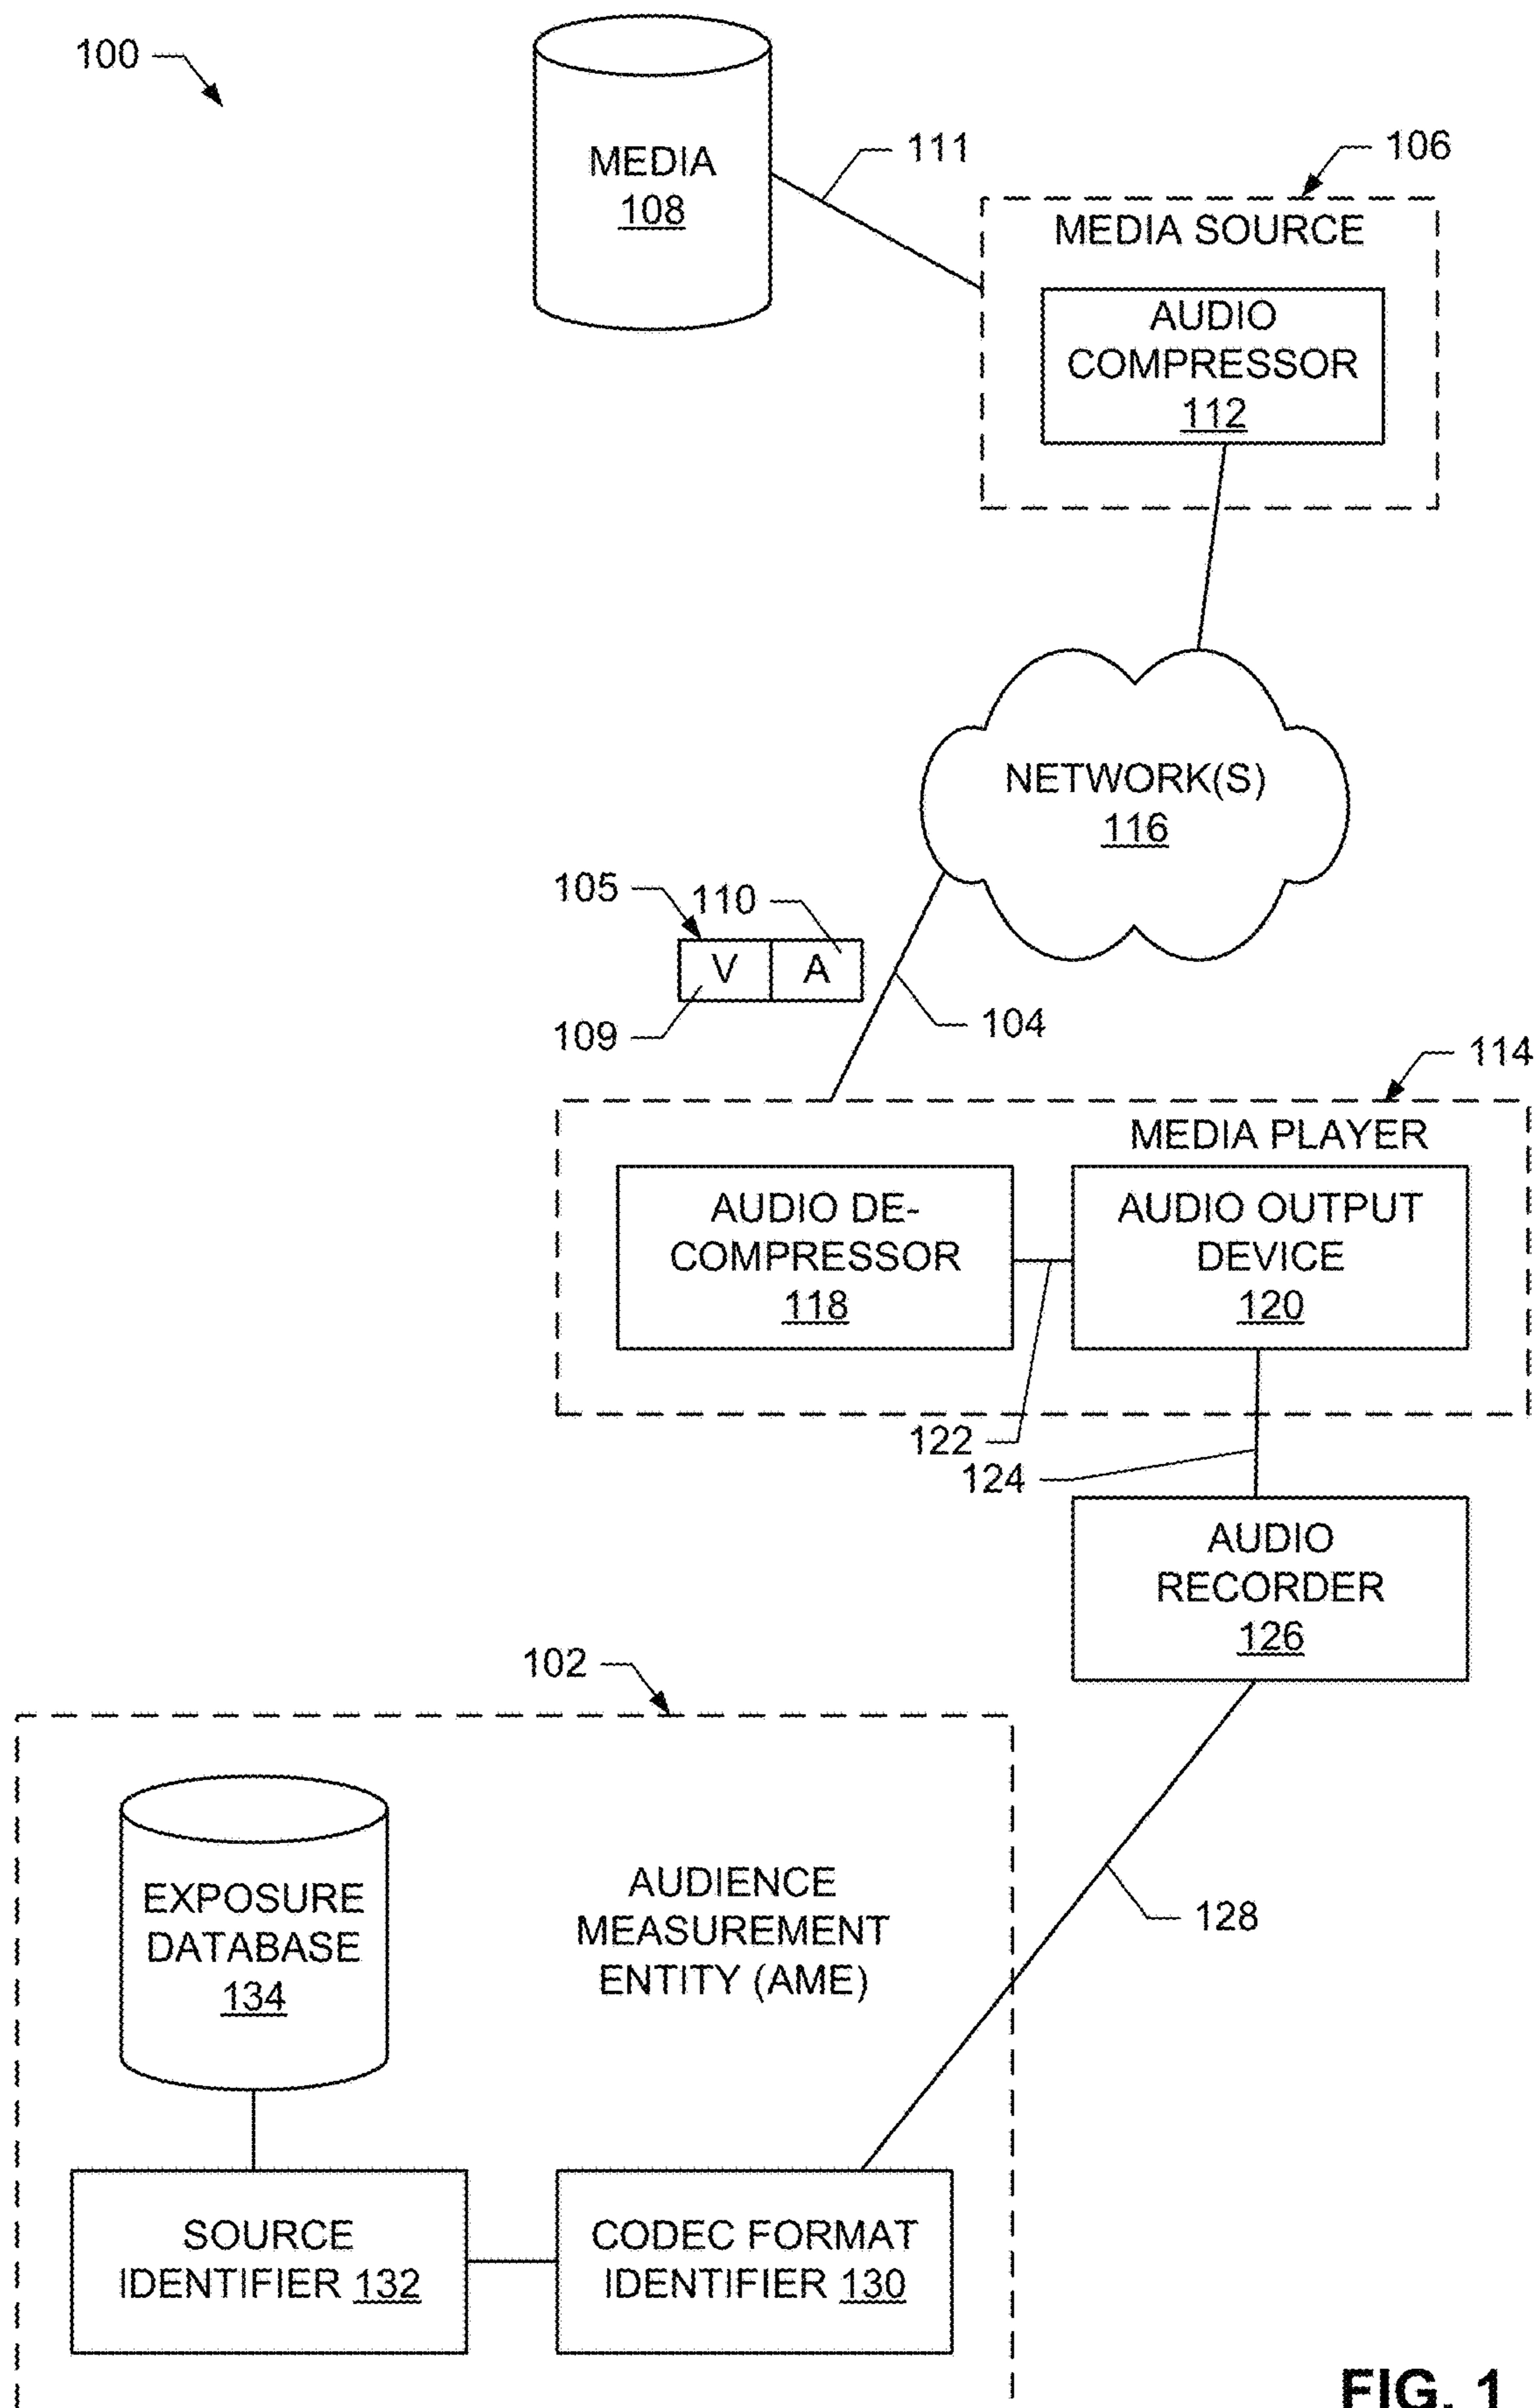 100
MEDIA
108
111
106
MEDIA SOURCE
AUDIO
COMPRESSOR
112
NETWORK(S)
116
105
110
V
A
109
104
114
MEDIA PLAYER
AUDIO DE-
COMPRESSOR
118
AUDIO OUTPUT
DEVICE
120
122
124
AUDIO
RECORDER
126
102
EXPOSURE
DATABASE
134
AUDIENCE
MEASUREMENT
ENTITY (AME)
128
SOURCE
IDENTIFIER 132
CODEC FORMAT
IDENTIFIER 130
FIG. 1